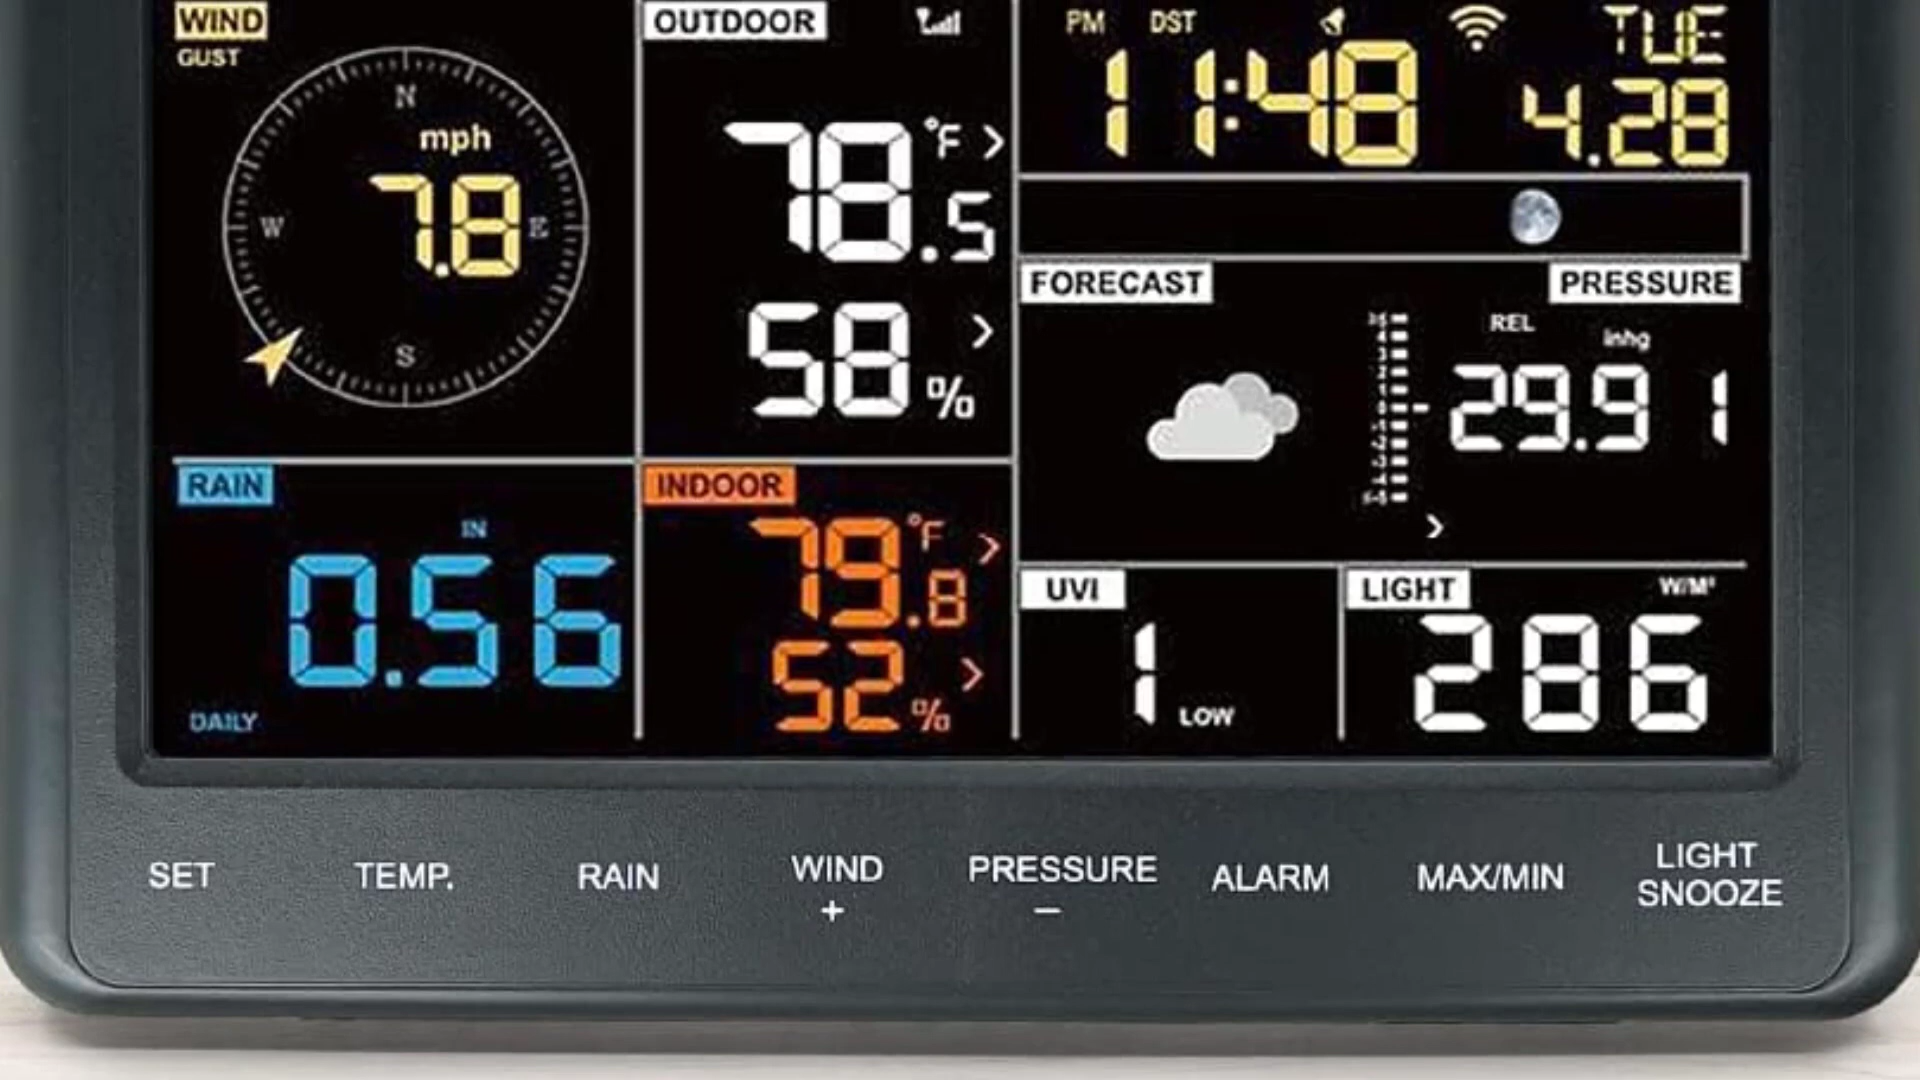 WIND
GUST
N
mph
7.8
W
E
S
OUTDOOR
78.5 °F
58 %
PM DST TUE
11:48 4.28
FORECAST
PRESSURE
REL
inhg
29.91
RAIN
IN
0.56
DAILY
INDOOR
79.8 °F
52 %
UVI
1 LOW
LIGHT
W/M²
286
SET
TEMP.
RAIN
WIND
+
PRESSURE
−
ALARM
MAX/MIN
LIGHT
SNOOZE